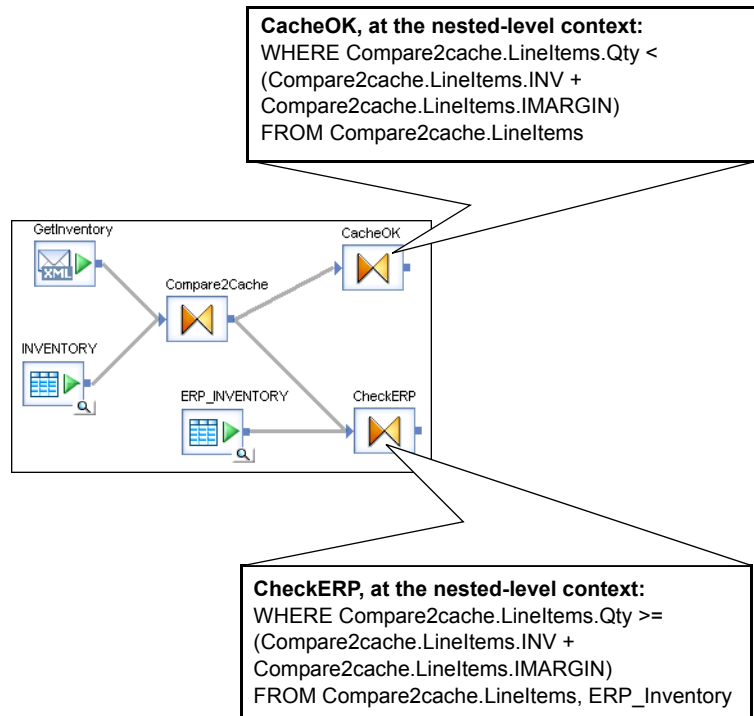 CacheOK, at the nested-level context:
WHERE Compare2cache.LineItems.Qty <
(Compare2cache.LineItems.INV +
Compare2cache.LineItems.IMARGIN)
FROM Compare2cache.LineItems
GetInventory
CacheOK
XML
Compare2Cache
INVENTORY
ERP_INVENTORY
CheckERP
CheckERP, at the nested-level context:
WHERE Compare2cache.LineItems.Qty >=
(Compare2cache.LineItems.INV +
Compare2cache.LineItems.IMARGIN)
FROM Compare2cache.LineItems, ERP_Inventory